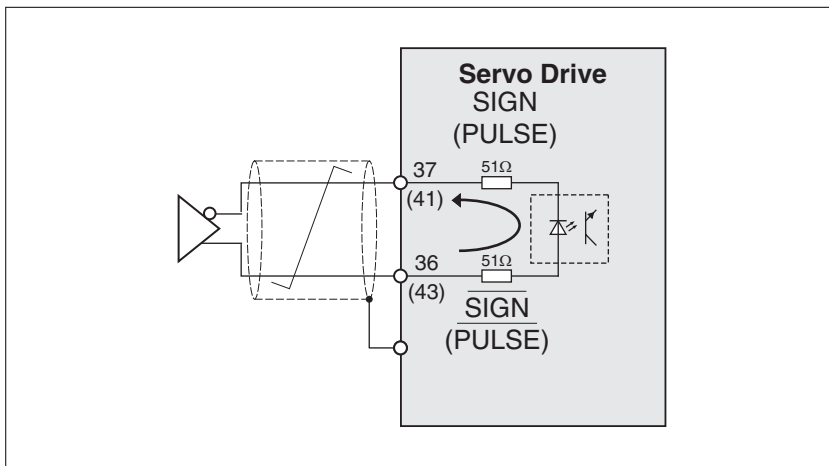 Servo Drive
SIGN
(PULSE)
37
(41)
51Ω
36
(43)
51Ω
SIGN
(PULSE)